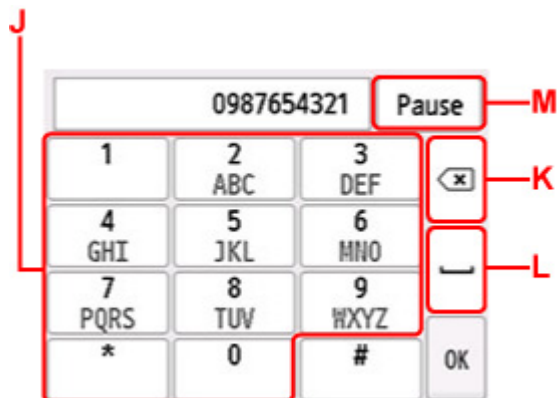 J
0987654321 Pause M
1 2 3
ABC DEF K
4 5 6
GHI JKL MNO
L
7 8 9
PQRS TUV WXYZ
* 0 # OK